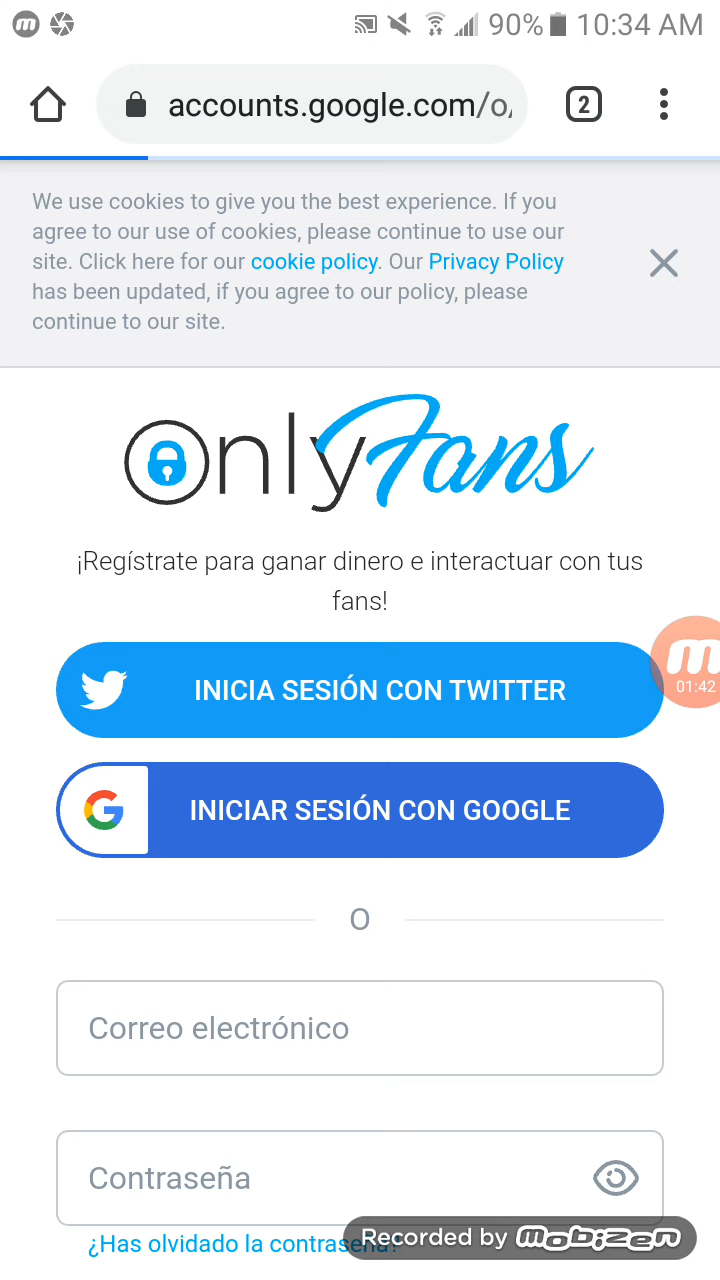 90% 10:34 AM
accounts.google.com/o/
2
We use cookies to give you the best experience. If you
agree to our use of cookies, please continue to use our
site. Click here for our cookie policy. Our Privacy Policy
has been updated, if you agree to our policy, please
continue to our site.
OnlyFans
¡Regístrate para ganar dinero e interactuar con tus
fans!
INICIA SESIÓN CON TWITTER
01:42
INICIAR SESIÓN CON GOOGLE
O
Correo electrónico
Contraseña
¿Has olvidado la contraseña?
Recorded by mobizen